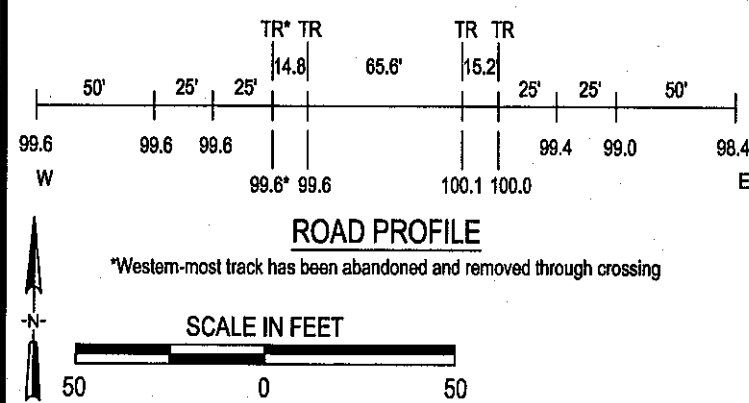 TR* TR TR TR
50' 25' 25' 14.8 65.6' 15.2' 25' 25' 50'
99.6 99.6 99.6 99.6* 99.6 100.1 100.0 99.4 99.0 98.4
W E
ROAD PROFILE
*Western-most track has been abandoned and removed through crossing
-N-
SCALE IN FEET
50 0 50